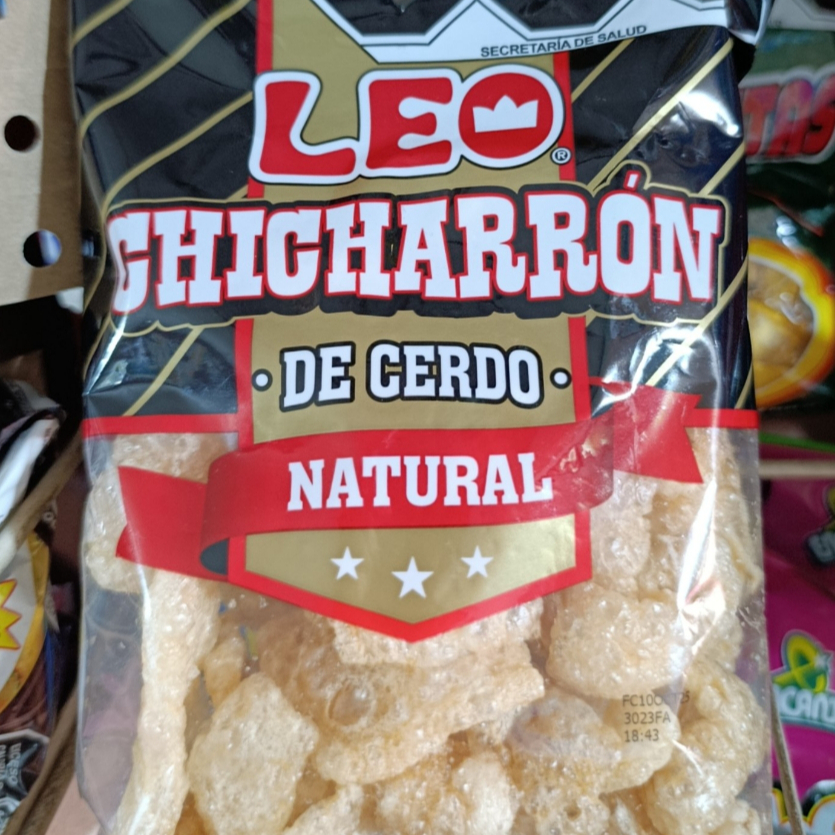 SECRETARÍA DE SALUD
LEO
®
CHICHARRÓN
DE CERDO
NATURAL
3023FA
18:43